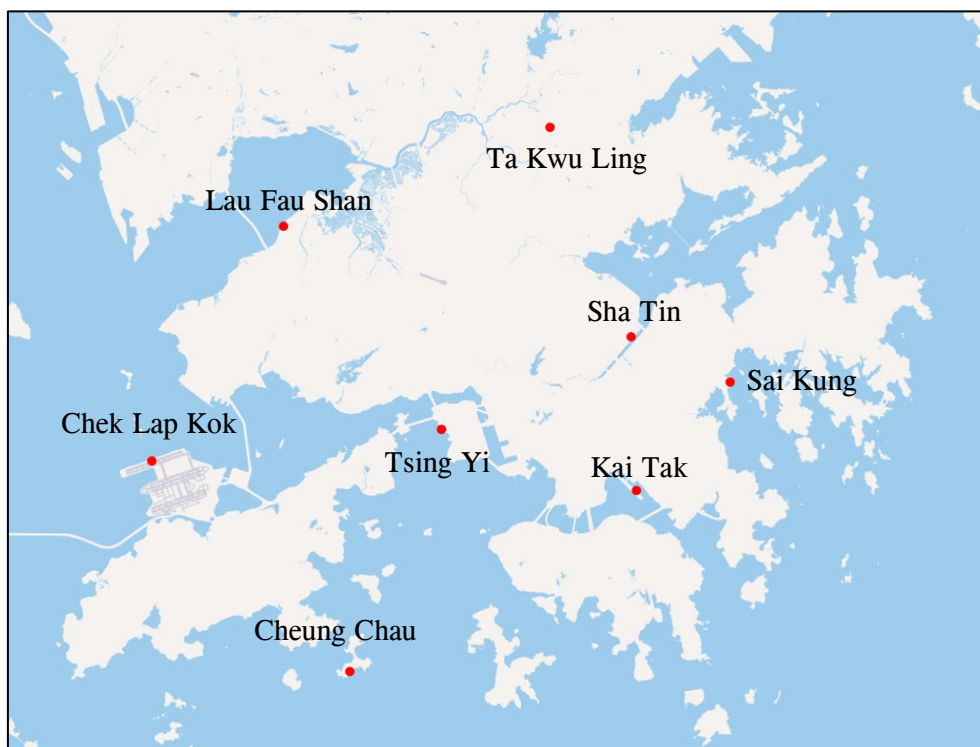 Ta Kwu Ling
Lau Fau Shan
Sha Tin
Sai Kung
Chek Lap Kok
Tsing Yi
Kai Tak
Cheung Chau